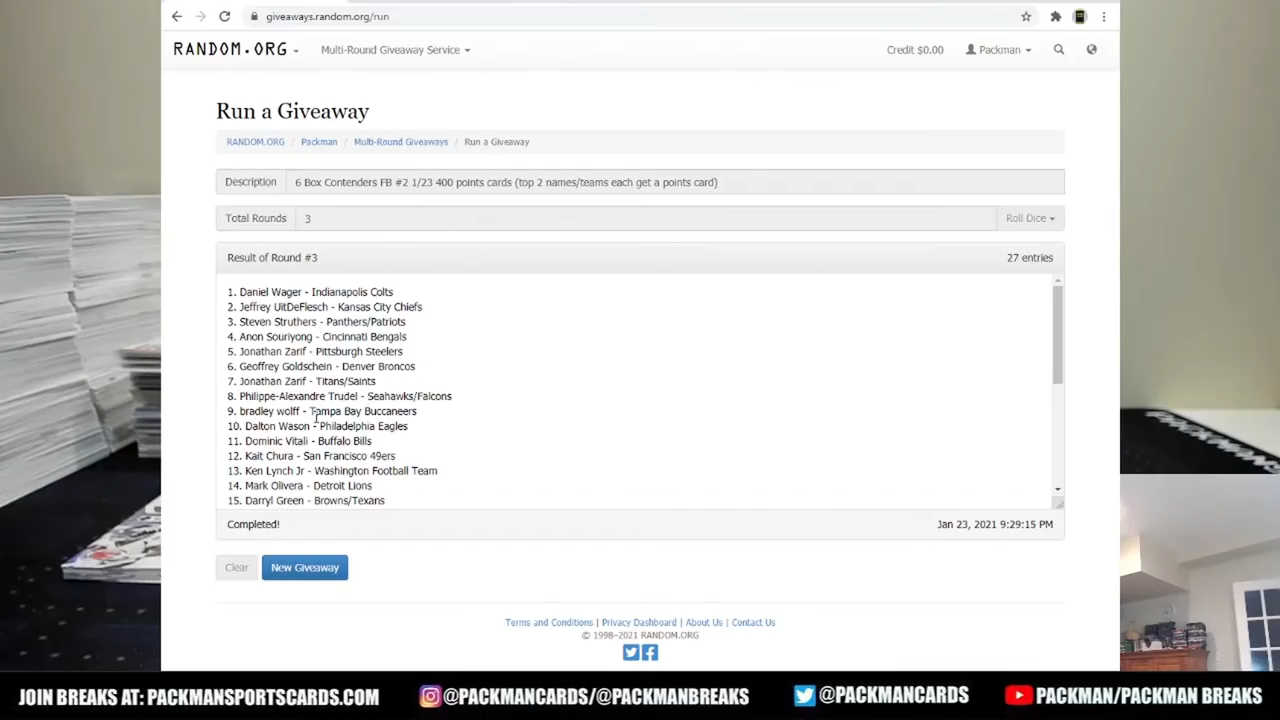 giveaways.random.org/run
RANDOM.ORG Multi-Round Giveaway Service Credit $0.00 Packman
Run a Giveaway
RANDOM.ORG / Packman / Multi-Round Giveaways / Run a Giveaway
Description 6 Box Contenders FB #2 1/23 400 points cards (top 2 names/teams each get a points card)
Total Rounds 3 Roll Dice
Result of Round #3 27 entries
1. Daniel Wager - Indianapolis Colts
2. Jeffrey UitDeFlesch - Kansas City Chiefs
3. Steven Struthers - Panthers/Patriots
4. Anon Souriyong - Cincinnati Bengals
5. Jonathan Zarif - Pittsburgh Steelers
6. Geoffrey Goldschein - Denver Broncos
7. Jonathan Zarif - Titans/Saints
8. Philippe-Alexandre Trudel - Seahawks/Falcons
9. bradley wolff - Tampa Bay Buccaneers
10. Dalton Wason - Philadelphia Eagles
11. Dominic Vitali - Buffalo Bills
12. Kait Chura - San Francisco 49ers
13. Ken Lynch Jr - Washington Football Team
14. Mark Olivera - Detroit Lions
15. Darryl Green - Browns/Texans
Completed! Jan 23, 2021 9:29:15 PM
Clear New Giveaway
Terms and Conditions | Privacy Dashboard | About Us | Contact Us
© 1998–2021 RANDOM.ORG
JOIN BREAKS AT: PACKMANSPORTSCARDS.COM @PACKMANCARDS/@PACKMANBREAKS @PACKMANCARDS PACKMAN/PACKMAN BREAKS